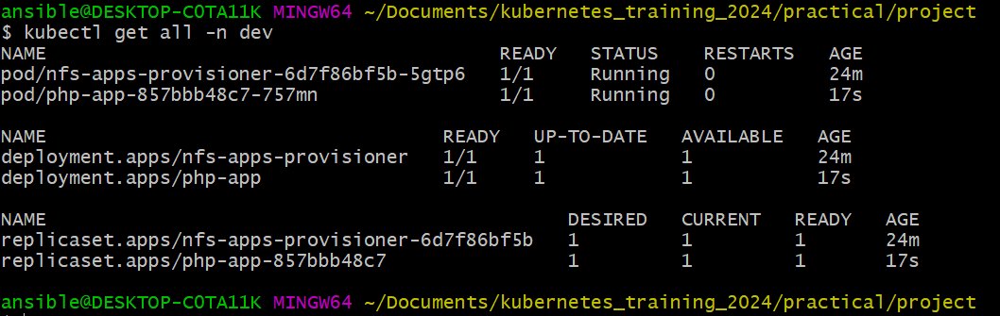 ansible@DESKTOP-COTA11K MINGW64 ~/Documents/kubernetes_training_2024/practical/project
$ kubectl get all -n dev
NAME READY STATUS RESTARTS AGE
pod/nfs-apps-provisioner-6d7f86bf5b-5gtp6 1/1 Running 0 24m
pod/php-app-857bbb48c7-757mn 1/1 Running 0 17s
NAME READY UP-TO-DATE AVAILABLE AGE
deployment.apps/nfs-apps-provisioner 1/1 1 1 24m
deployment.apps/php-app 1/1 1 1 17s
NAME DESIRED CURRENT READY AGE
replicaset.apps/nfs-apps-provisioner-6d7f86bf5b 1 1 1 24m
replicaset.apps/php-app-857bbb48c7 1 1 1 17s
ansible@DESKTOP-COTA11K MINGW64 ~/Documents/kubernetes_training_2024/practical/project